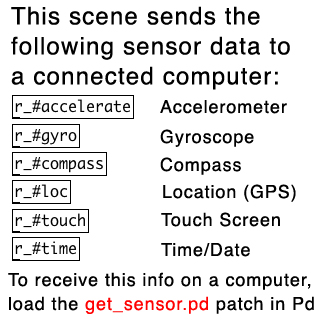 This scene sends the
following sensor data to
a connected computer:
r_#accelerate Accelerometer
r_#gyro Gyroscope
r_#compass Compass
r_#loc Location (GPS)
r_#touch Touch Screen
r_#time Time/Date
To receive this info on a computer,
load the get_sensor.pd patch in Pd